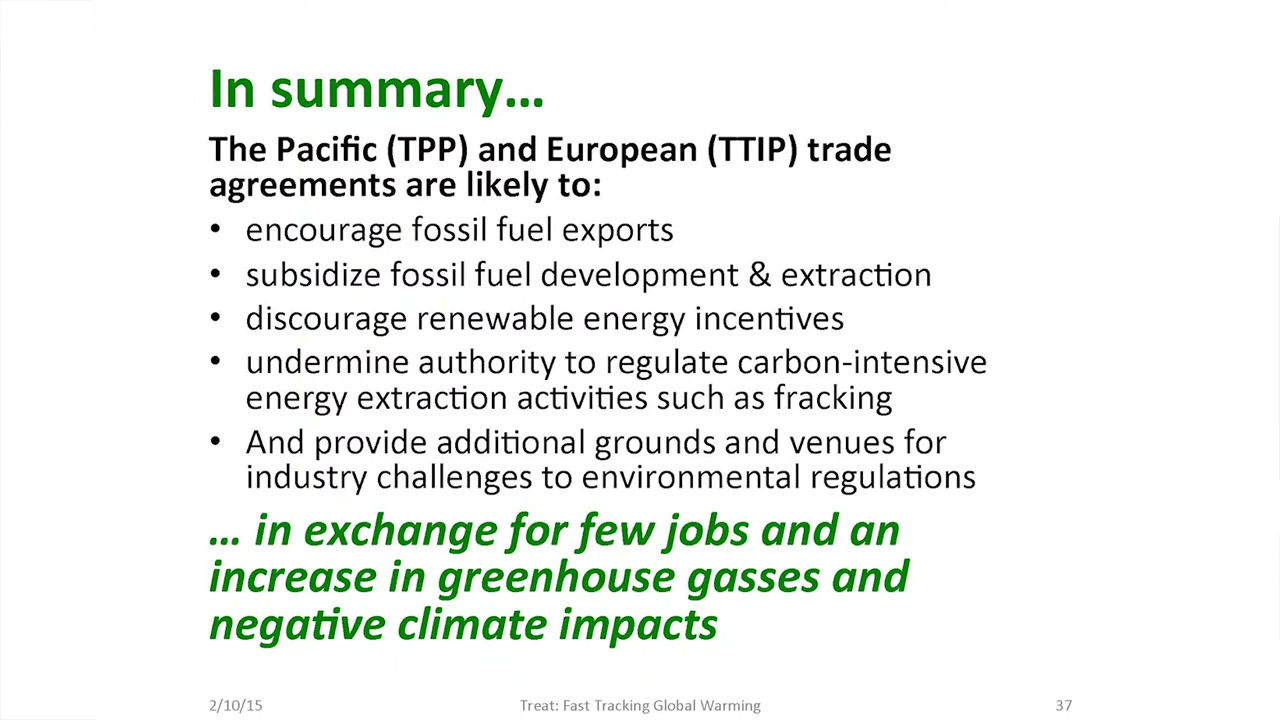 In summary...
The Pacific (TPP) and European (TTIP) trade
agreements are likely to:
• encourage fossil fuel exports
• subsidize fossil fuel development & extraction
• discourage renewable energy incentives
• undermine authority to regulate carbon-intensive
energy extraction activities such as fracking
• And provide additional grounds and venues for
industry challenges to environmental regulations
... in exchange for few jobs and an
increase in greenhouse gasses and
negative climate impacts
2/10/15 Treat: Fast Tracking Global Warming 37